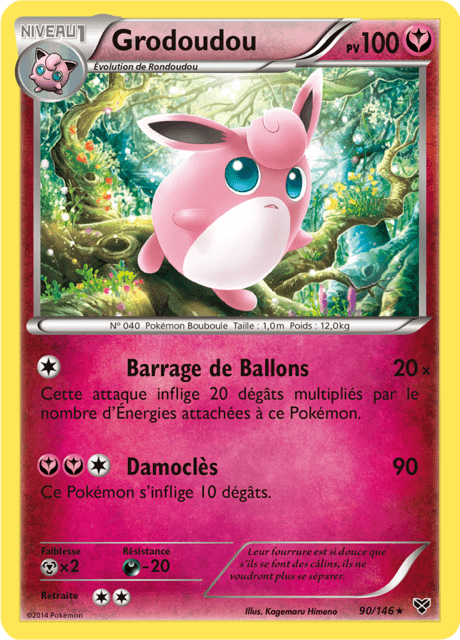 NIVEAU 1
Grodoudou
PV 100
Évolution de Rondoudou
N° 040 Pokémon Bouboule Taille : 1,0m Poids : 12,0kg
Barrage de Ballons 20×
Cette attaque inflige 20 dégâts multipliés par le
nombre d'Énergies attachées à ce Pokémon.
Damoclès 90
Ce Pokémon s'inflige 10 dégâts.
Faiblesse
×2
Résistance
-20
Retraite
Leur fourrure est si douce que
s'ils se font des câlins, ils ne
voudront plus se séparer.
©2014 Pokémon
Illus. Kagemaru Himeno
90/146★